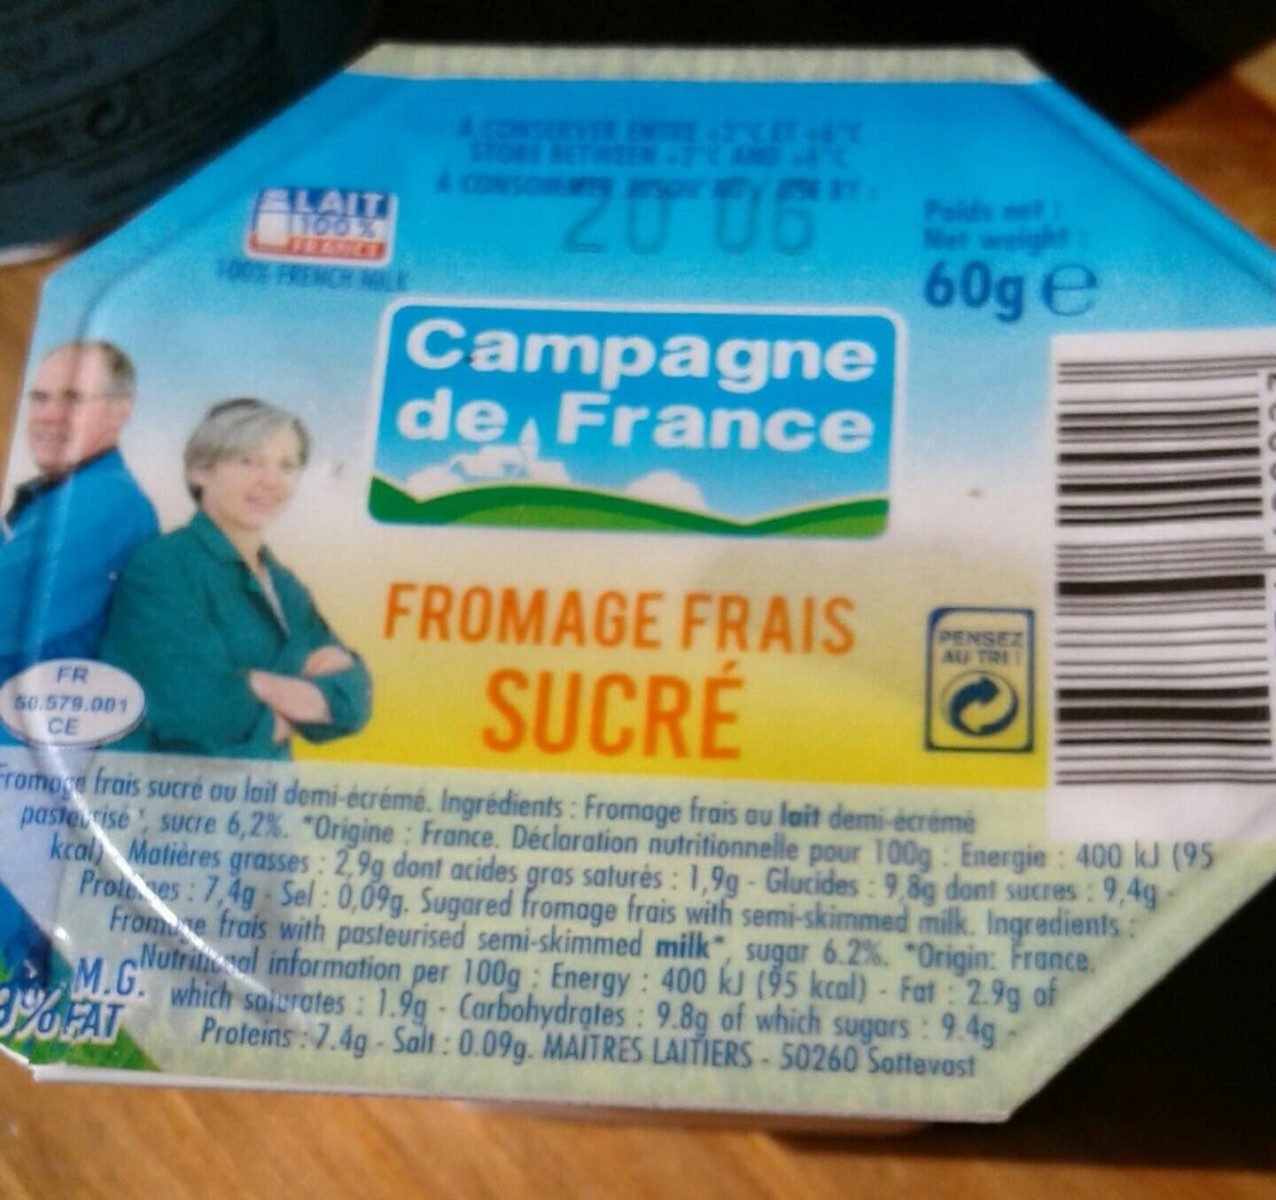 A CONSERVER ENTRE +2°C ET +6°C
STORE BETWEEN +2°C AND +6°C
A CONSOMMER JUSQU'AU / USE BY :
20 06
LAIT
100%
FRANCE
100% FRENCH MILK
Poids net :
Net weight :
60g e
Campagne
de France
FROMAGE FRAIS
SUCRÉ
PENSEZ
AU TRI !
FR
50.579.001
CE
Fromage frais sucré au lait demi-écrémé. Ingrédients : Fromage frais au lait demi-écrémé
pasteurisé*, sucre 6,2%. *Origine : France. Déclaration nutritionnelle pour 100g : Energie : 400 kJ (95
kcal) - Matières grasses : 2,9g dont acides gras saturés : 1,9g - Glucides : 9,8g dont sucres : 9,4g -
Protéines : 7,4g - Sel : 0,09g. Sugared fromage frais with semi-skimmed milk. Ingredients :
Fromage frais with pasteurised semi-skimmed milk*, sugar 6.2%. *Origin: France.
Nutritional information per 100g : Energy : 400 kJ (95 kcal) - Fat : 2.9g of
which saturates : 1.9g - Carbohydrates : 9.8g of which sugars : 9.4g -
Proteins : 7.4g - Salt : 0.09g. MAITRES LAITIERS - 50260 Sottevast
M.G.
3% FAT